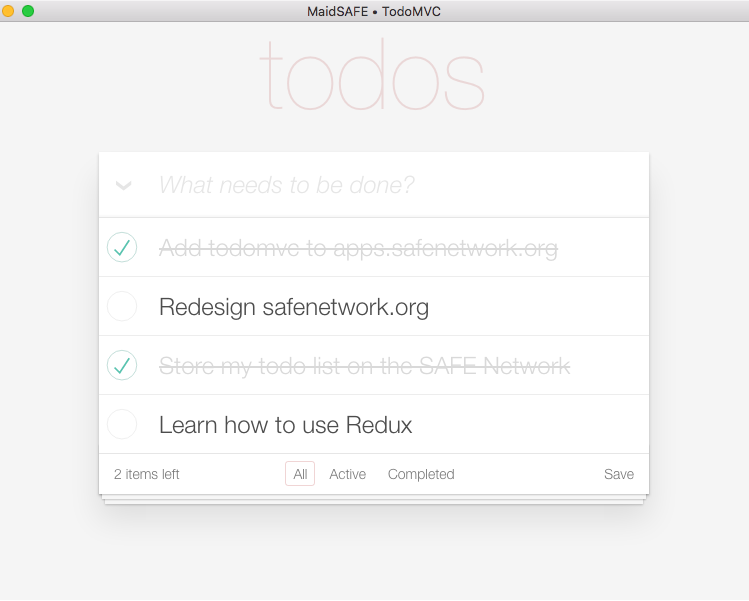 MaidSAFE • TodoMVC
todos
What needs to be done?
Add todomvc to apps.safenetwork.org
Redesign safenetwork.org
Store my todo list on the SAFE Network
Learn how to use Redux
2 items left All Active Completed Save